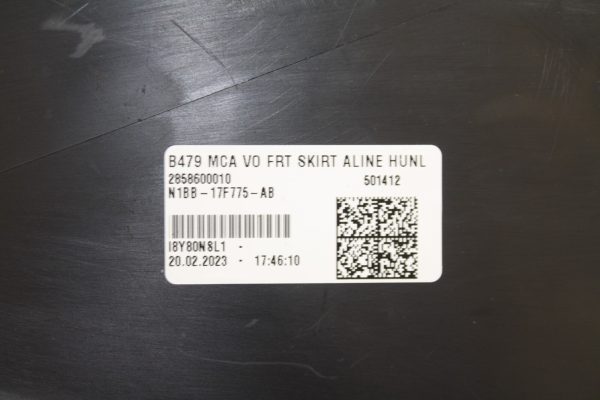 B479 MCA VO FRT SKIRT ALINE HUNL
2858600010 501412
N1BB-17F775-AB
I8Y80N8L1 -
20.02.2023 - 17:46:10